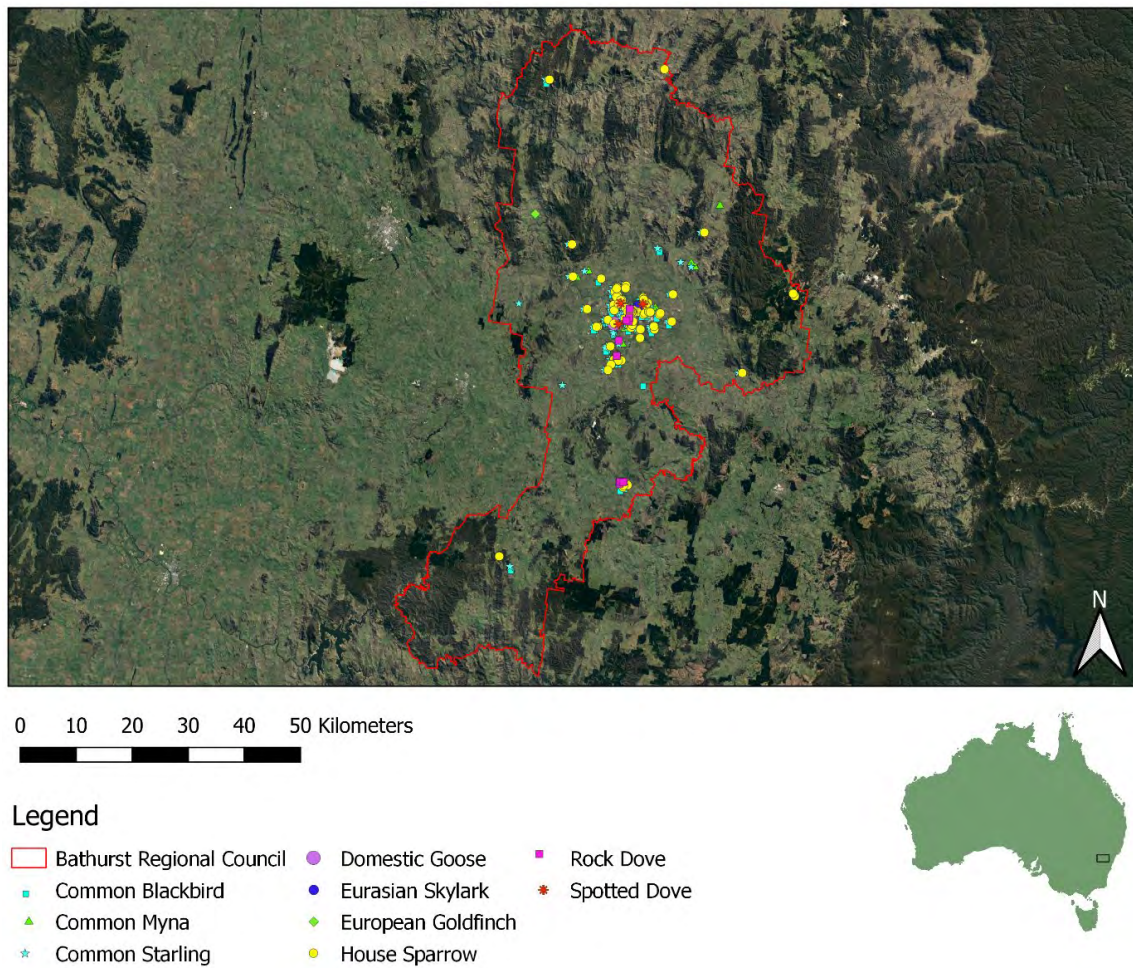 N
0 10 20 30 40 50 Kilometers
Legend
Bathurst Regional Council
Common Blackbird
Common Myna
Common Starling
Domestic Goose
Eurasian Skylark
European Goldfinch
House Sparrow
Rock Dove
Spotted Dove